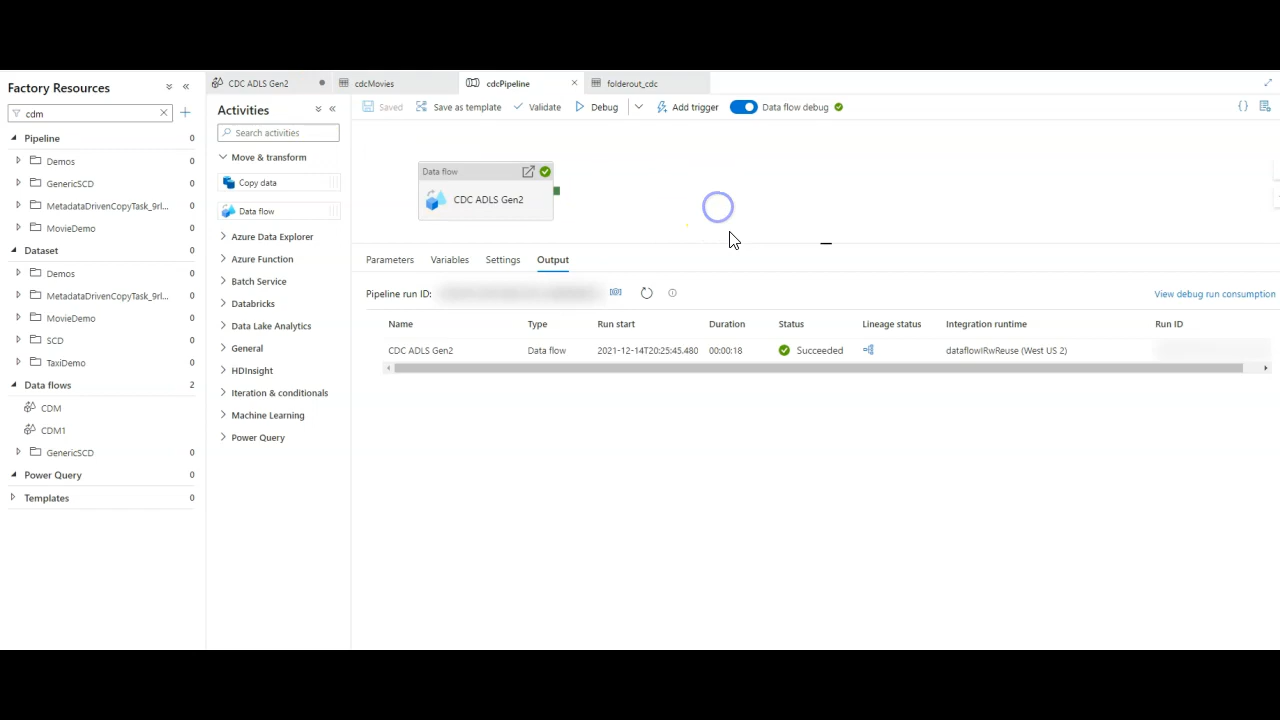 Factory Resources
cdm
Pipeline 0
Demos 0
GenericSCD 0
MetadataDrivenCopyTask_9rl... 0
MovieDemo 0
Dataset 0
Demos 0
MetadataDrivenCopyTask_9rl... 0
MovieDemo 0
SCD 0
TaxiDemo 0
Data flows 2
CDM
CDM1
GenericSCD 0
Power Query 0
Templates 0
CDC ADLS Gen2
cdcMovies
cdcPipeline
folderout_cdc
Activities
Search activities
Move & transform
Copy data
Data flow
Azure Data Explorer
Azure Function
Batch Service
Databricks
Data Lake Analytics
General
HDInsight
Iteration & conditionals
Machine Learning
Power Query
Saved Save as template Validate Debug Add trigger Data flow debug
{}
Data flow
CDC ADLS Gen2
Parameters Variables Settings Output
Pipeline run ID:
View debug run consumption
Name Type Run start Duration Status Lineage status Integration runtime Run ID
CDC ADLS Gen2 Data flow 2021-12-14T20:25:45.480 00:00:18 Succeeded dataflowIRwReuse (West US 2)